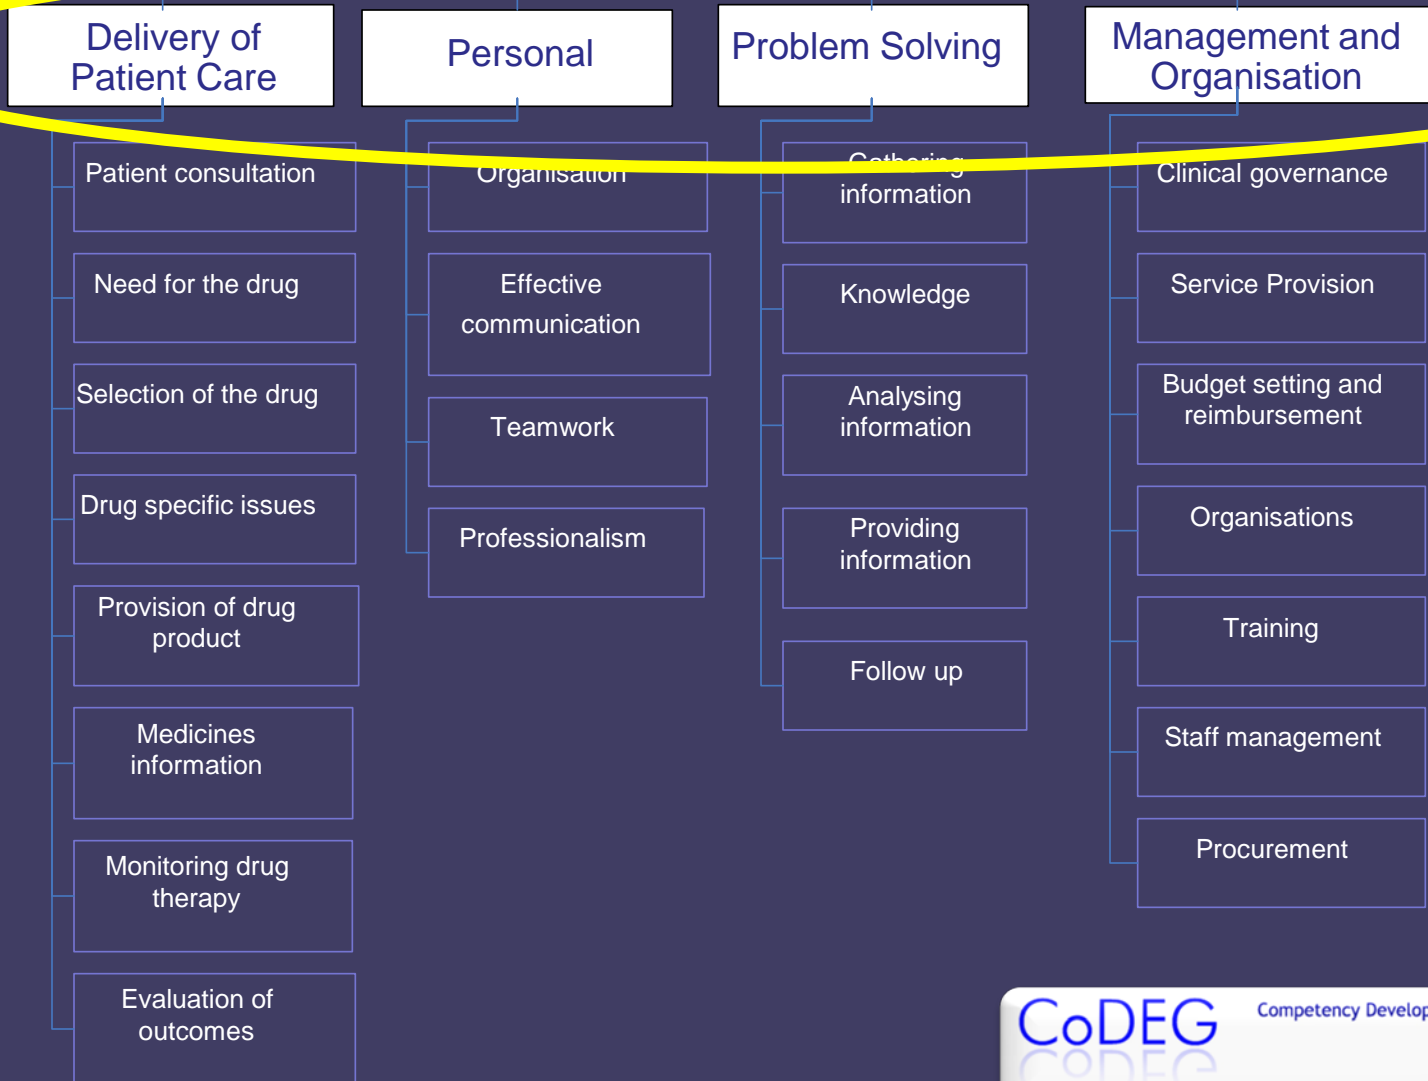 Delivery of
Patient Care
Patient consultation
Need for the drug
Selection of the drug
Drug specific issues
Provision of drug
product
Medicines
information
Monitoring drug
therapy
Evaluation of
outcomes
Personal
Organisation
Effective
communication
Teamwork
Professionalism
Problem Solving
Gathering
information
Knowledge
Analysing
information
Providing
information
Follow up
Management and
Organisation
Clinical governance
Service Provision
Budget setting and
reimbursement
Organisations
Training
Staff management
Procurement
CoDEG
Competency Develop